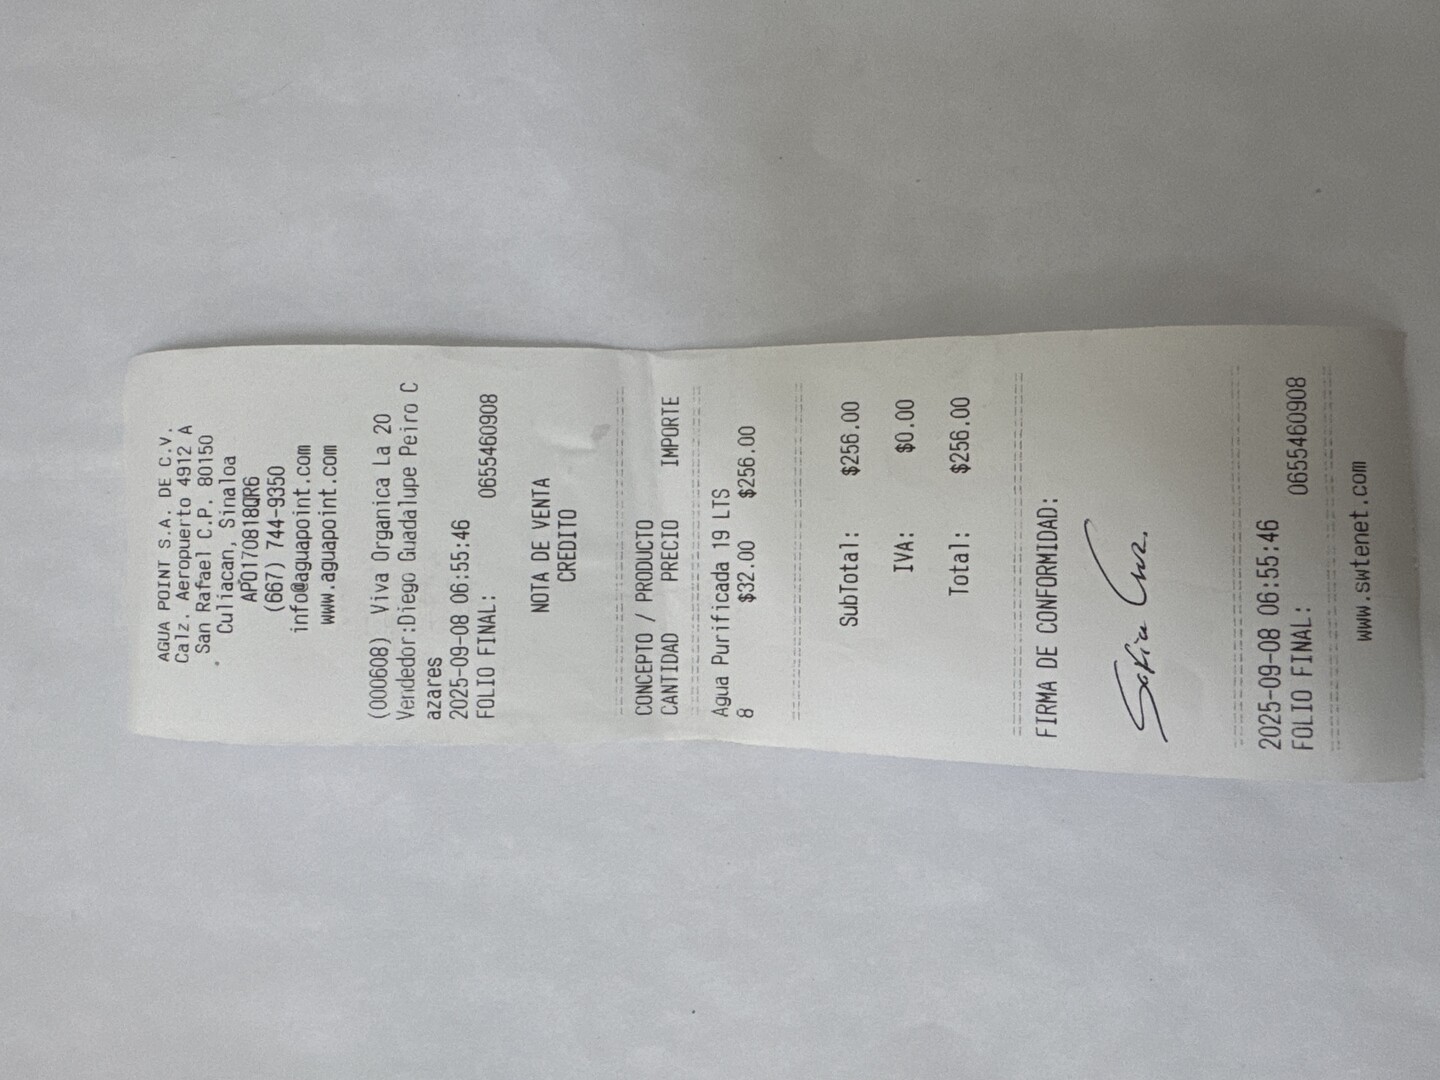 AGUA POINT S.A. DE C.V.
Calz. Aeropuerto 4912 A
San Rafael C.P. 80150
Culiacan, Sinaloa
APO170818QR6
(667) 744-9350
info@aguapoint.com
www.aguapoint.com
(000608) Viva Organica La 20
Vendedor:Diego Guadalupe Peiro C
azares
2025-09-08 06:55:46
FOLIO FINAL: 0655460908
NOTA DE VENTA
CREDITO
CONCEPTO / PRODUCTO
CANTIDAD PRECIO IMPORTE
Agua Purificada 19 LTS
8 $32.00 $256.00
SubTotal: $256.00
IVA: $0.00
Total: $256.00
FIRMA DE CONFORMIDAD:
Sofia Cruz.
2025-09-08 06:55:46
FOLIO FINAL: 0655460908
www.swtenet.com